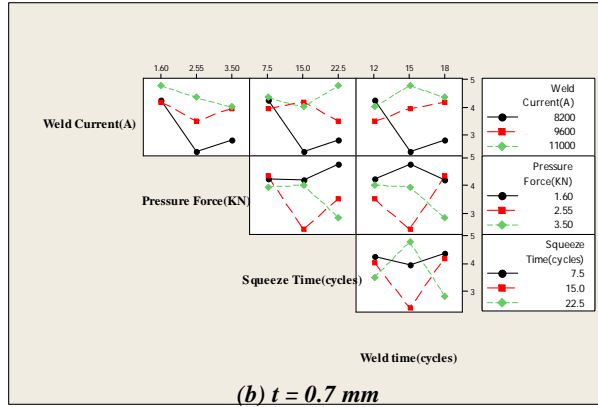 1.60 2.55 3.50 7.5 15.0 22.5 12 15 18
Weld Current(A)
5
4
3
Weld
Current(A)
8200
9600
11000
Pressure Force(KN)
5
4
3
Pressure
Force(KN)
1.60
2.55
3.50
Squeeze Time(cycles)
5
4
3
Squeeze
Time(cycles)
7.5
15.0
22.5
Weld time(cycles)
(b) t = 0.7 mm